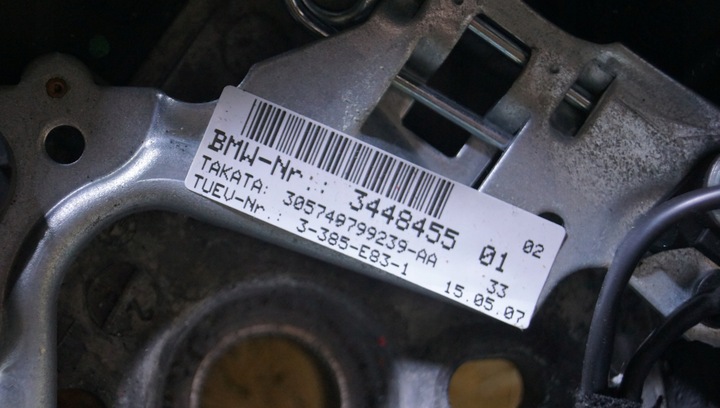 BMW-Nr.: 3448455 01 02
TAKATA: 305749799239-AA 33
TUEV-Nr.: 3-385-E83-1 15.05.07